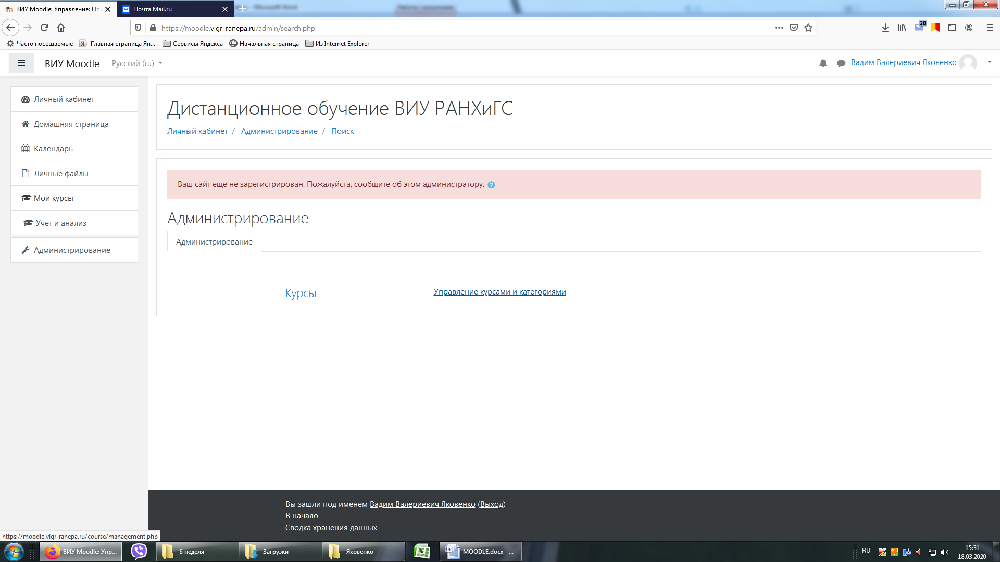 ВИУ Moodle: Управление: По
Почта Mail.ru
https://moodle.vlgr-ranepa.ru/admin/search.php
28
Часто посещаемые
Главная страница Ян...
Сервисы Яндекса
Начальная страница
Из Internet Explorer
ВИУ Moodle
Русский (ru)
Вадим Валериевич Яковенко
Личный кабинет
Домашняя страница
Календарь
Личные файлы
Мои курсы
Учет и анализ
Администрирование
Дистанционное обучение ВИУ РАНХиГС
Личный кабинет / Администрирование / Поиск
Ваш сайт еще не зарегистрирован. Пожалуйста, сообщите об этом администратору.
Администрирование
Администрирование
Курсы
Управление курсами и категориями
Вы зашли под именем Вадим Валериевич Яковенко (Выход)
В начало
Сводка хранения данных
https://moodle.vlgr-ranepa.ru/course/management.php
ВИУ Moodle: Упр...
6 неделя
Загрузки
Яковенко
MOODLE.docx - ...
RU
15:31
18.03.2020